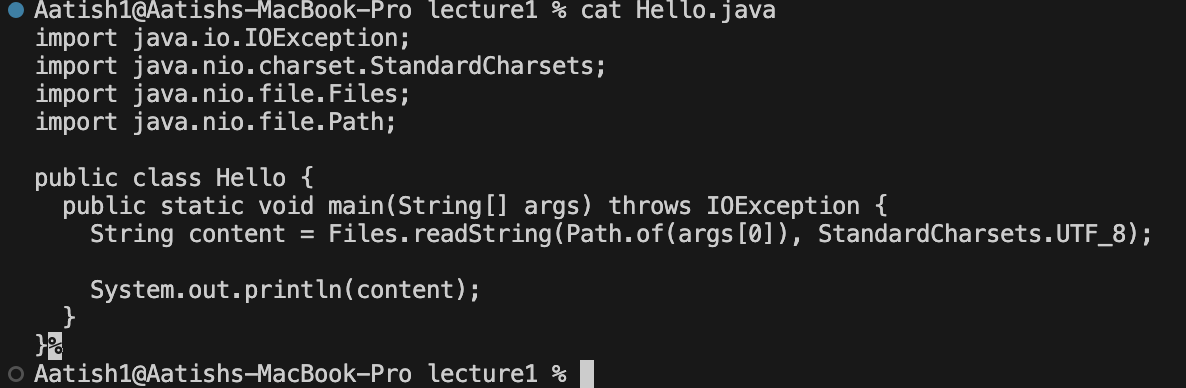 Aatish1@Aatishs-MacBook-Pro lecture1 % cat Hello.java
import java.io.IOException;
import java.nio.charset.StandardCharsets;
import java.nio.file.Files;
import java.nio.file.Path;

public class Hello {
  public static void main(String[] args) throws IOException {
    String content = Files.readString(Path.of(args[0]), StandardCharsets.UTF_8);

    System.out.println(content);
  }
}%
Aatish1@Aatishs-MacBook-Pro lecture1 %